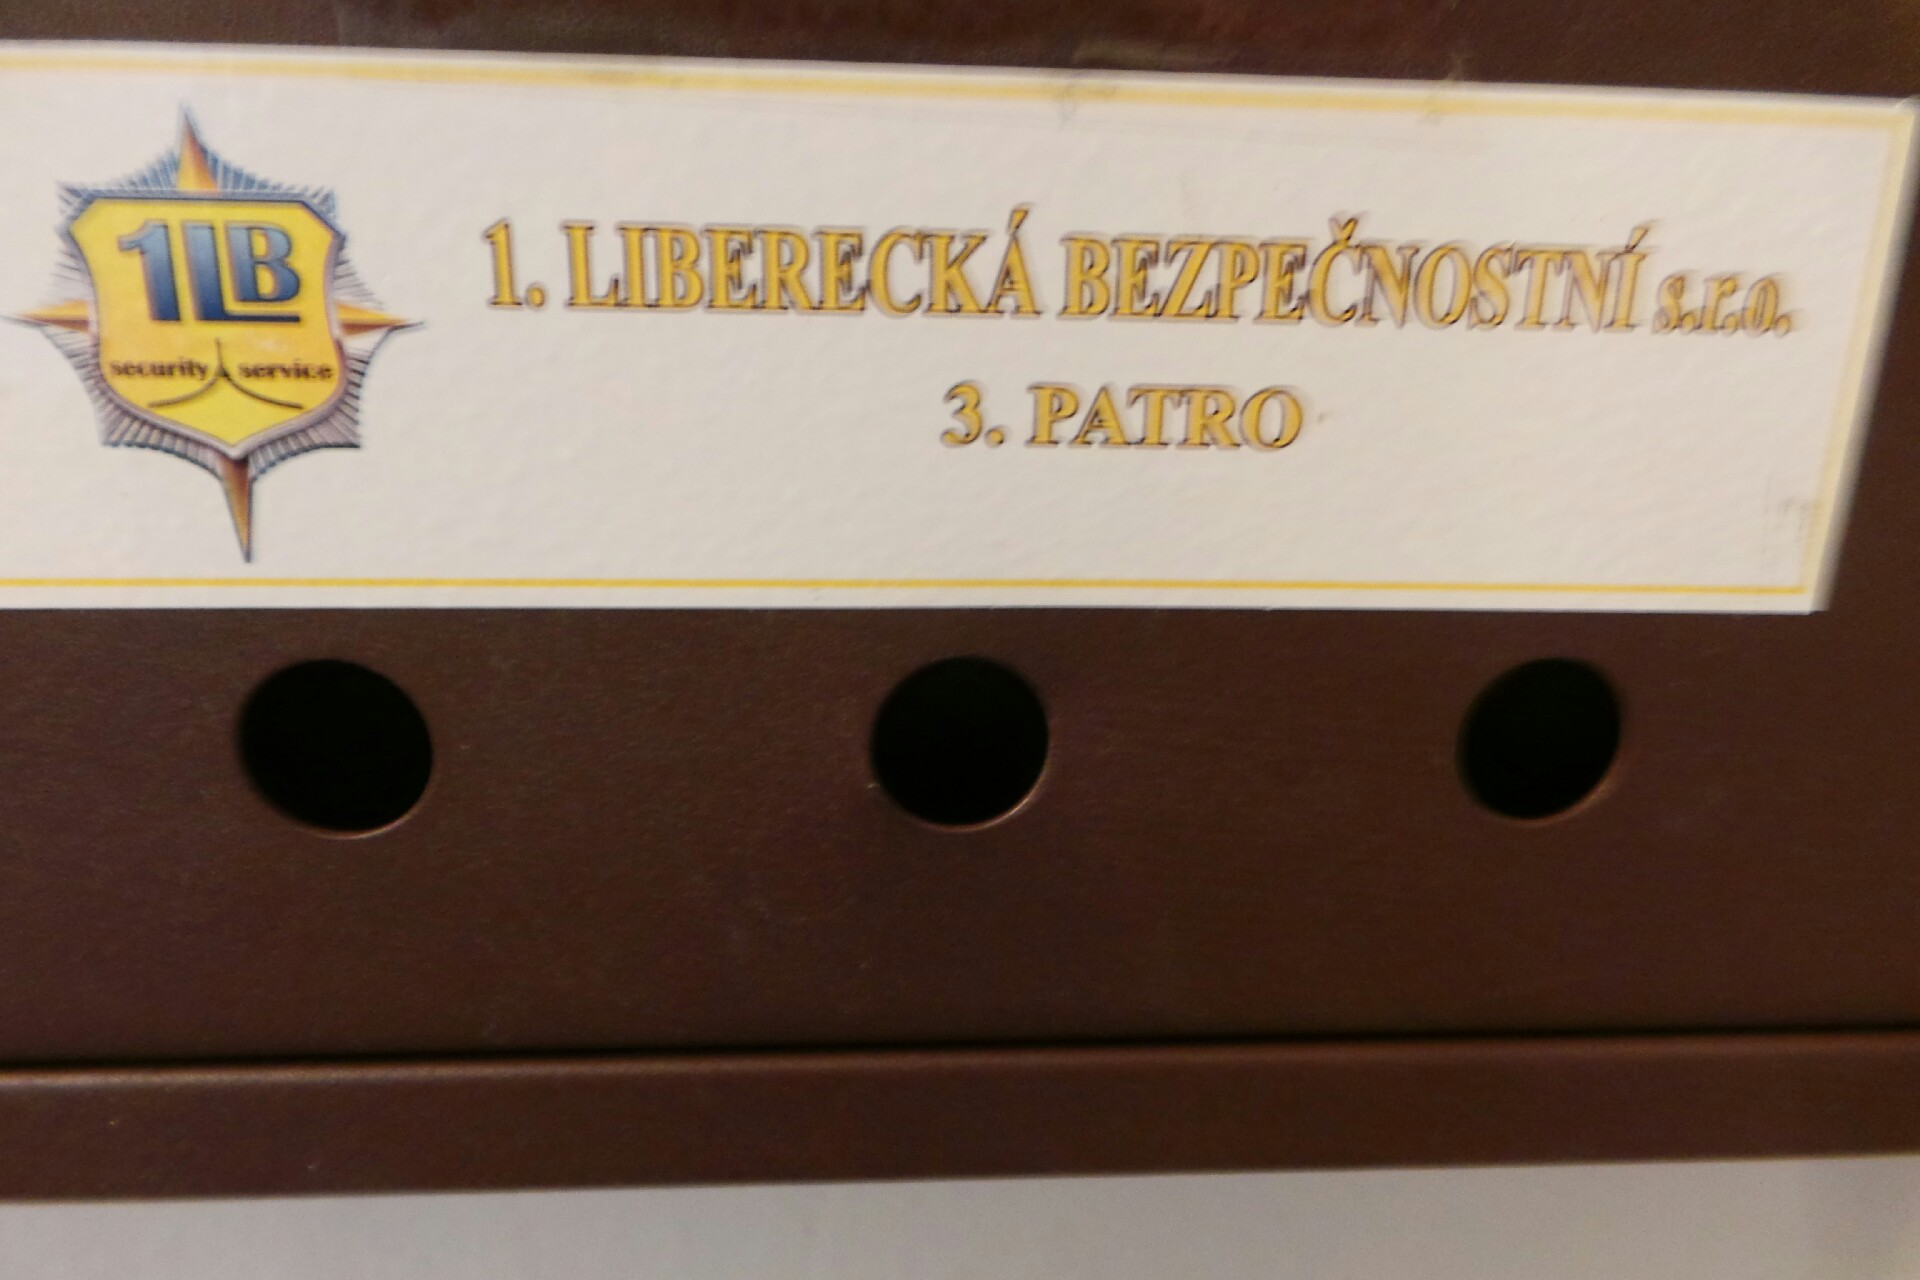 1LB
security service
1. LIBERECKÁ BEZPEČNOSTNÍ s.r.o.
3. PATRO